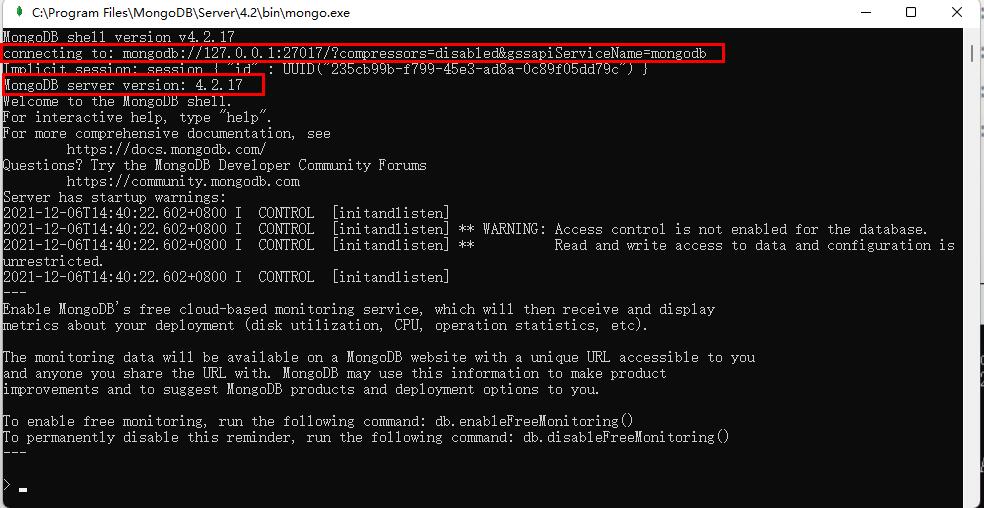 C:\Program Files\MongoDB\Server\4.2\bin\mongo.exe
MongoDB shell version v4.2.17
connecting to: mongodb://127.0.0.1:27017/?compressors=disabled&gssapiServiceName=mongodb
Implicit session: session { "id" : UUID("235cb99b-f799-45e3-ad8a-0c89f05dd79c") }
MongoDB server version: 4.2.17
Welcome to the MongoDB shell.
For interactive help, type "help".
For more comprehensive documentation, see
        https://docs.mongodb.com/
Questions? Try the MongoDB Developer Community Forums
        https://community.mongodb.com
Server has startup warnings:
2021-12-06T14:40:22.602+0800 I  CONTROL  [initandlisten]
2021-12-06T14:40:22.602+0800 I  CONTROL  [initandlisten] ** WARNING: Access control is not enabled for the database.
2021-12-06T14:40:22.602+0800 I  CONTROL  [initandlisten] **          Read and write access to data and configuration is
unrestricted.
2021-12-06T14:40:22.602+0800 I  CONTROL  [initandlisten]
---
Enable MongoDB's free cloud-based monitoring service, which will then receive and display
metrics about your deployment (disk utilization, CPU, operation statistics, etc).
The monitoring data will be available on a MongoDB website with a unique URL accessible to you
and anyone you share the URL with. MongoDB may use this information to make product
improvements and to suggest MongoDB products and deployment options to you.
To enable free monitoring, run the following command: db.enableFreeMonitoring()
To permanently disable this reminder, run the following command: db.disableFreeMonitoring()
---
>